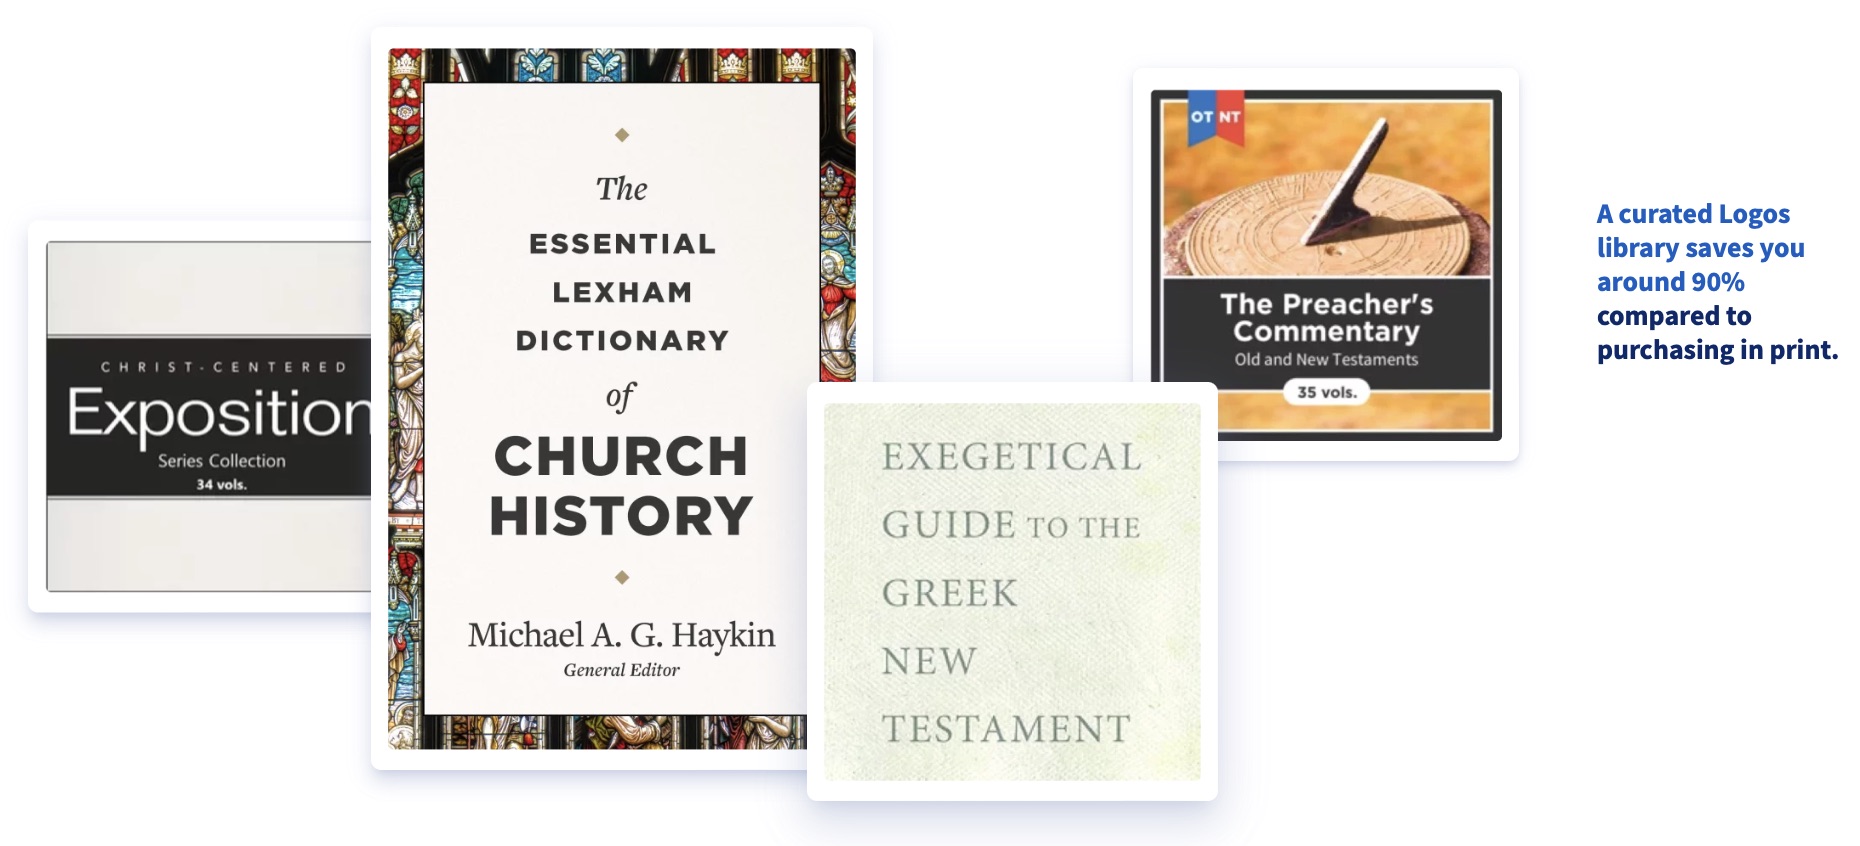 CHRIST-CENTERED
Exposition
Series Collection
34 vols.
The
ESSENTIAL
LEXHAM
DICTIONARY
of
CHURCH
HISTORY
Michael A. G. Haykin
General Editor
EXEGETICAL
GUIDE TO THE
GREEK
NEW
TESTAMENT
OT NT
The Preacher's
Commentary
Old and New Testaments
35 vols.
A curated Logos
library saves you
around 90%
compared to
purchasing in print.